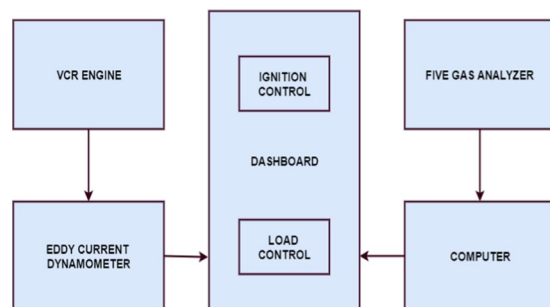 VCR ENGINE
IGNITION
CONTROL
FIVE GAS ANALYZER
DASHBOARD
EDDY CURRENT
DYNAMOMETER
LOAD
CONTROL
COMPUTER